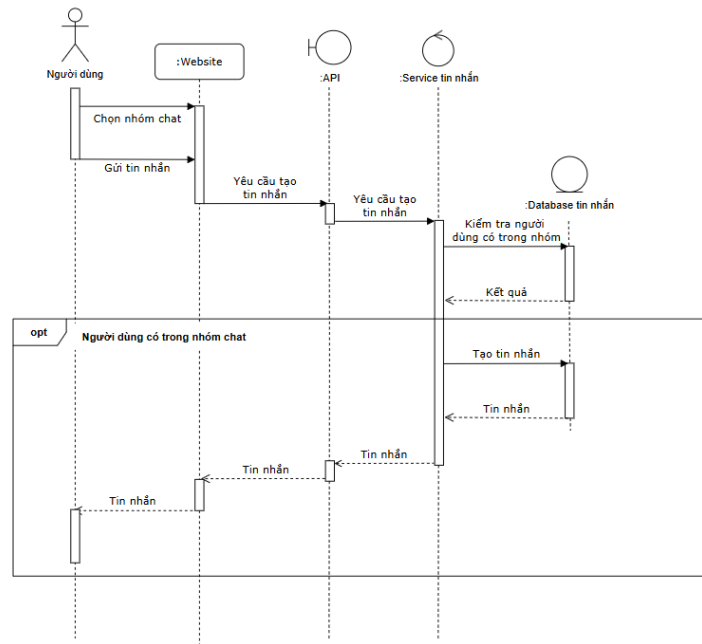 Người dùng
:Website
:API
:Service tin nhắn
Chọn nhóm chat
Gửi tin nhắn
:Database tin nhắn
Yêu cầu tạo
tin nhắn
Yêu cầu tạo
tin nhắn
Kiểm tra người
dùng có trong nhóm
Kết quả
opt
Người dùng có trong nhóm chat
Tạo tin nhắn
Tin nhắn
Tin nhắn
Tin nhắn
Tin nhắn